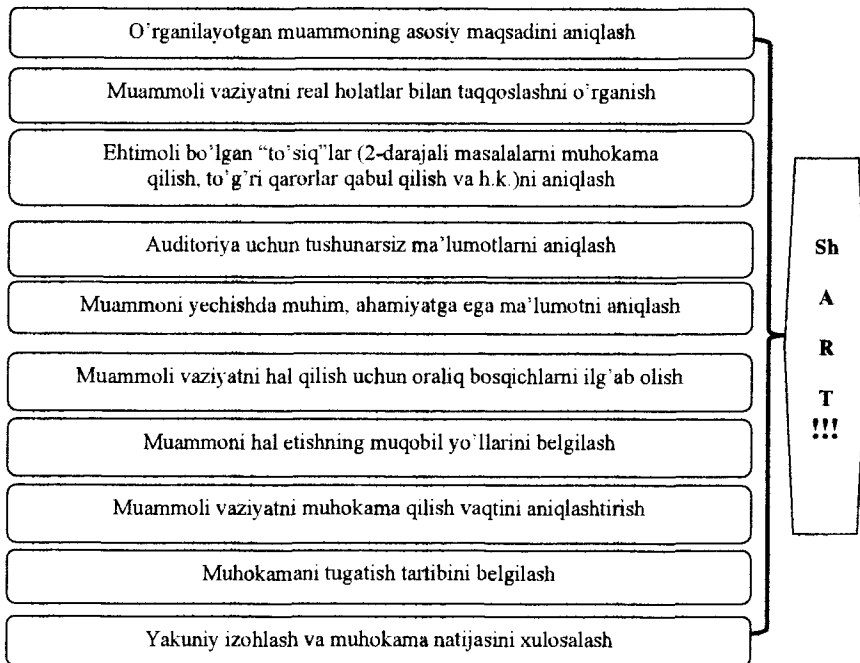 O'rganilayotgan muammoning asosiy maqsadini aniqlash
Muammoli vaziyatni real holatlar bilan taqqoslashni o'rganish
Ehtimoli bo'lgan “to'siq”lar (2-darajali masalalarni muhokama
qilish, to'g'ri qarorlar qabul qilish va h.k.)ni aniqlash
Auditoriya uchun tushunarsiz ma'lumotlarni aniqlash
Muammoni yechishda muhim, ahamiyatga ega ma'lumotni aniqlash
Muammoli vaziyatni hal qilish uchun oraliq bosqichlarni ilg'ab olish
Muammoni hal etishning muqobil yo'llarini belgilash
Muammoli vaziyatni muhokama qilish vaqtini aniqlashtirish
Muhokamani tugatish tartibini belgilash
Yakuniy izohlash va muhokama natijasini xulosalash
Sh
A
R
T
!!!